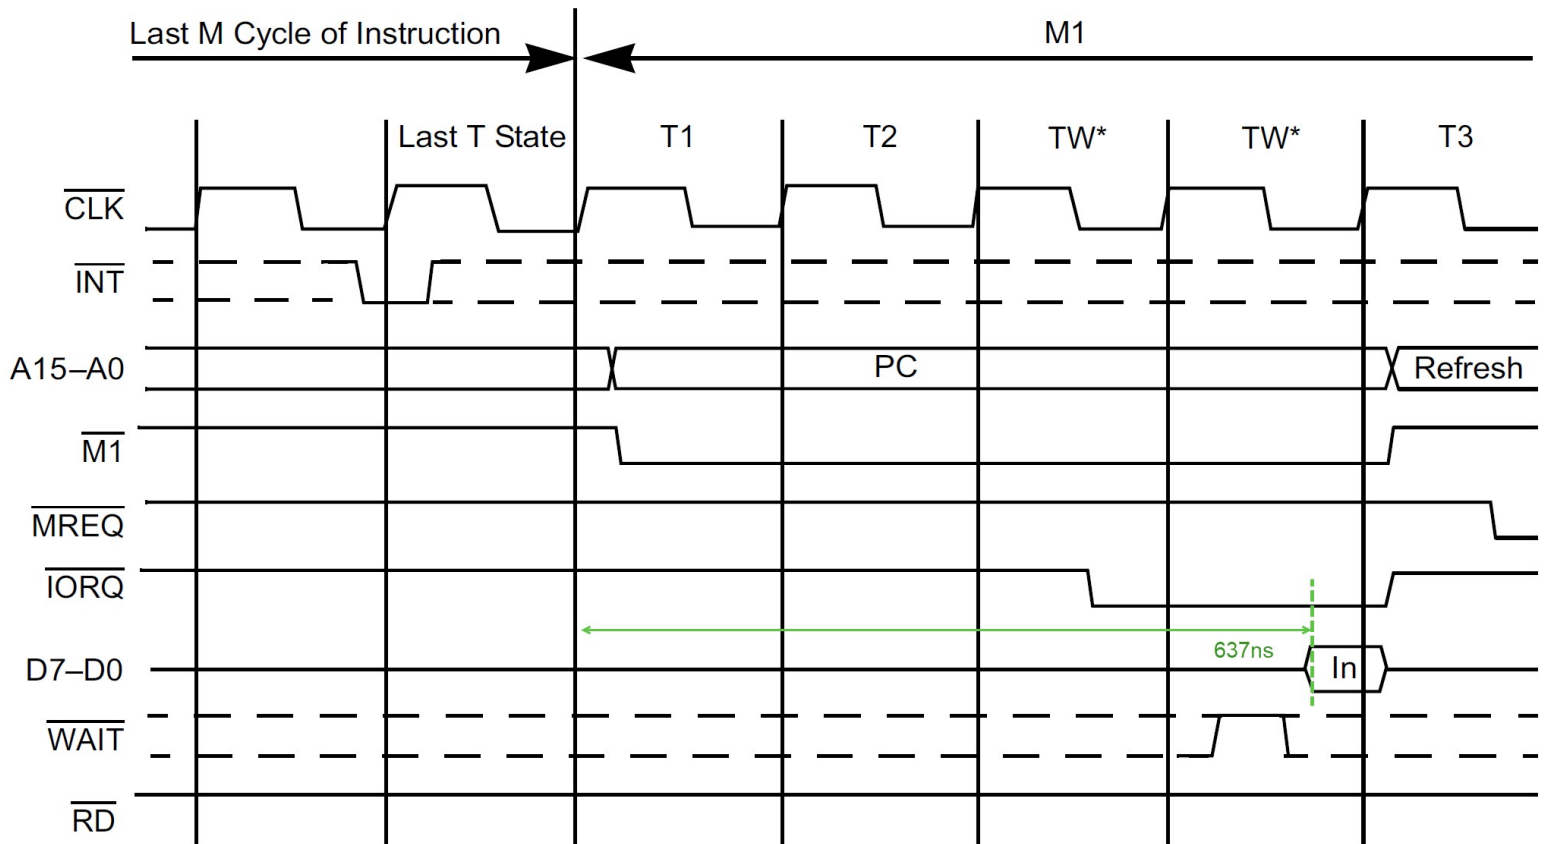 Last M Cycle of Instruction
M1
Last T State
T1
T2
TW*
TW*
T3
CLK
INT
A15–A0
PC
Refresh
M1
MREQ
IORQ
637ns
D7–D0
In
WAIT
RD